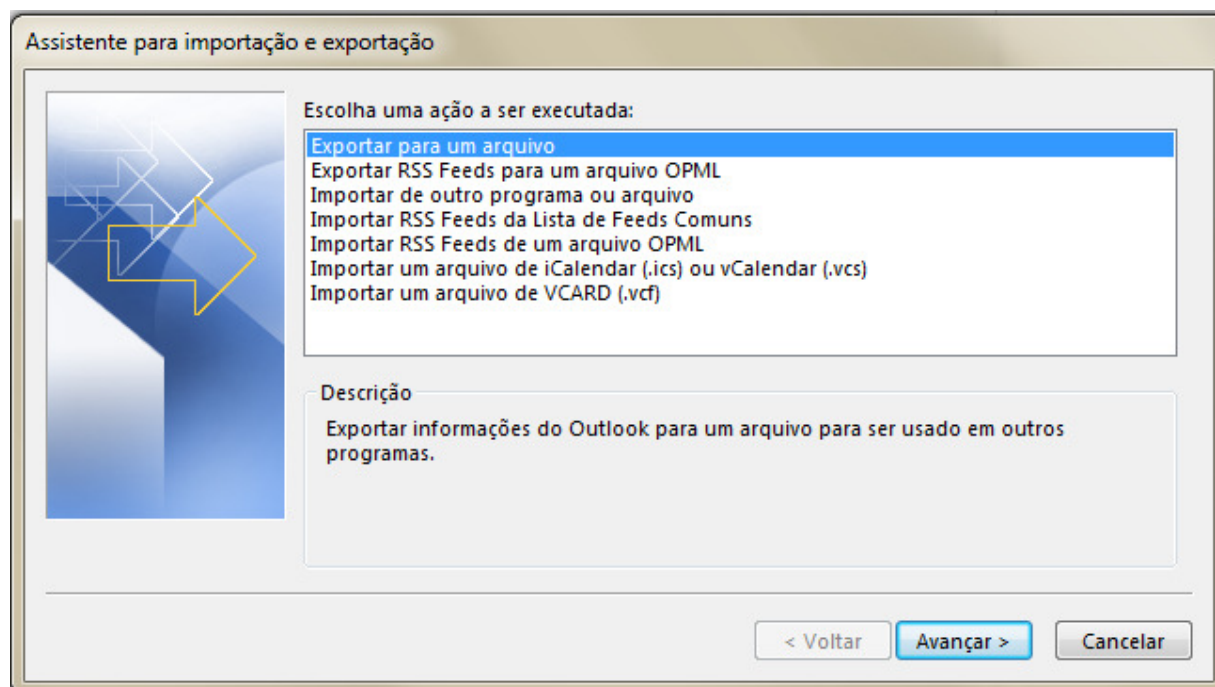 Assistente para importação e exportação
Escolha uma ação a ser executada:
Exportar para um arquivo
Exportar RSS Feeds para um arquivo OPML
Importar de outro programa ou arquivo
Importar RSS Feeds da Lista de Feeds Comuns
Importar RSS Feeds de um arquivo OPML
Importar um arquivo de iCalendar (.ics) ou vCalendar (.vcs)
Importar um arquivo de VCARD (.vcf)
Descrição
Exportar informações do Outlook para um arquivo para ser usado em outros
programas.
< Voltar Avançar > Cancelar